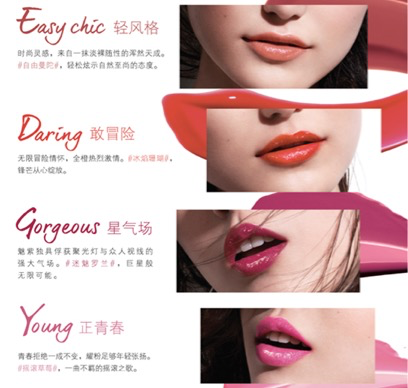 Easy chic 轻风格
时尚灵感，来自一抹淡裸随性的浑然天成。
#自由曼陀#，轻松炫示自然至尚的态度。
Daring 敢冒险
无限冒险情怀，全橙热烈激情。#冰焰珊瑚#，
锋芒从心绽放。
Gorgeous 星气场
魅紫独具俘获聚光灯与众人视线的
强大气场。#迷魅罗兰#，巨星般
无限可能。
Young 正青春
青春拒绝一成不变，耀粉足够年轻张扬。
#摇滚草莓#，一曲不羁的摇滚之歌。